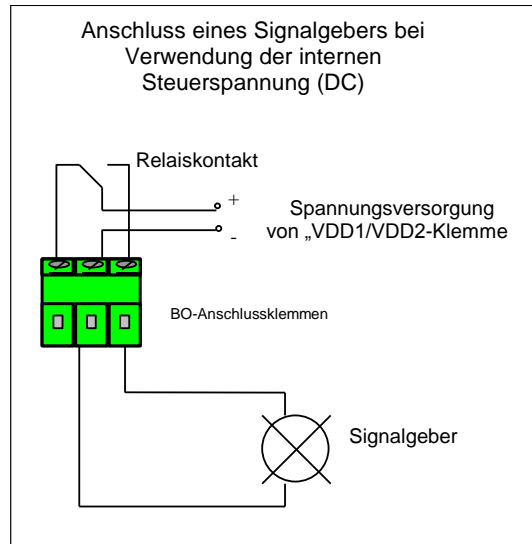 Anschluss eines Signalgebers bei
Verwendung der internen
Steuerspannung (DC)
Relaiskontakt
+
-
Spannungsversorgung
von „VDD1/VDD2-Klemme
BO-Anschlussklemmen
Signalgeber